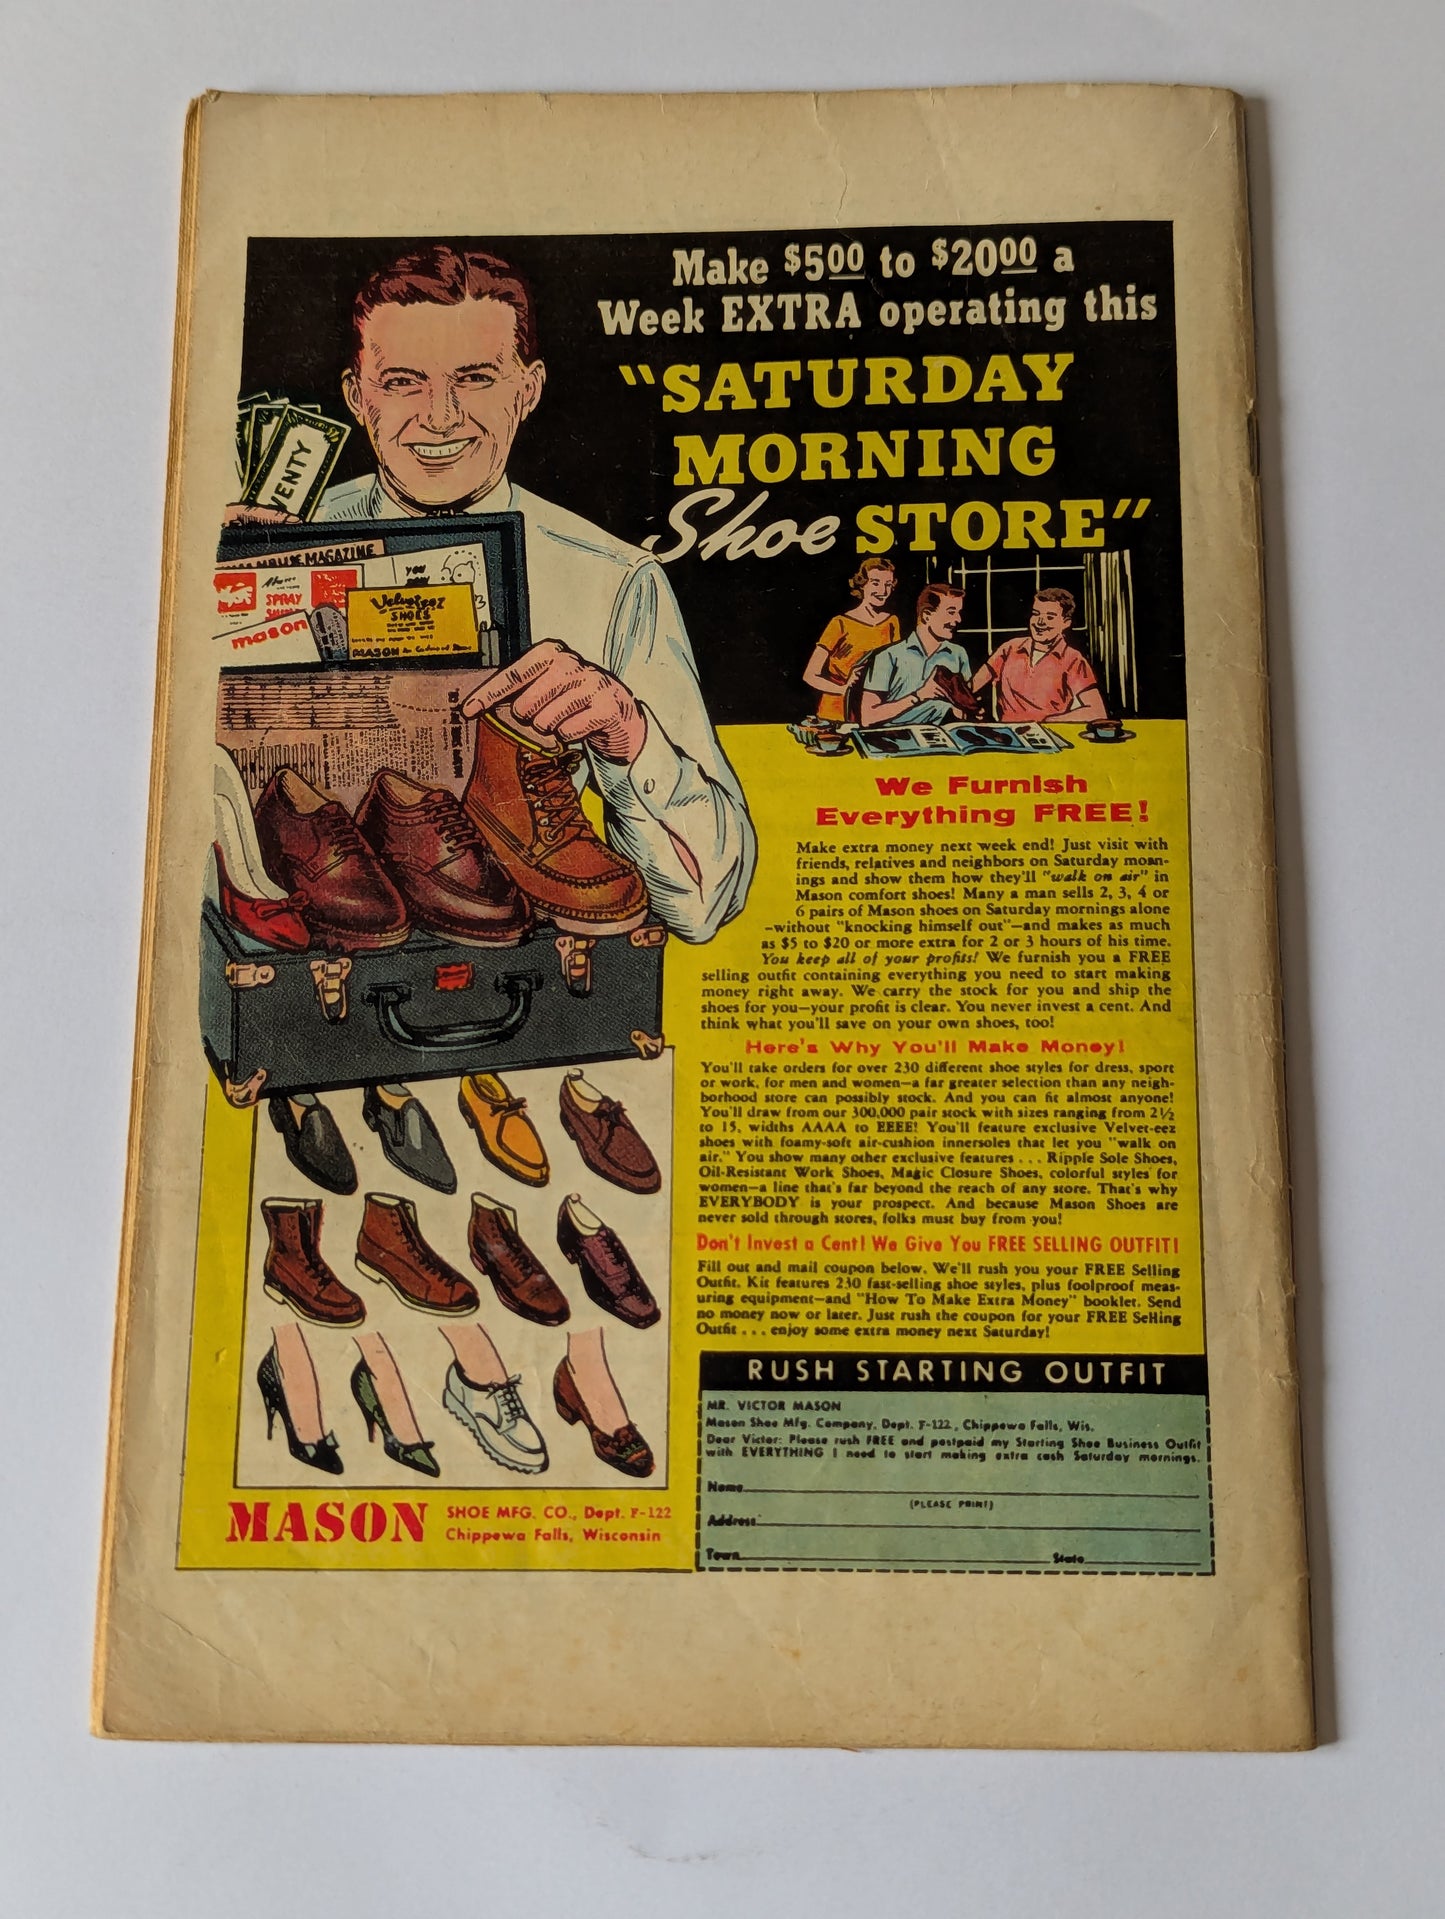 Make $5.00 to $20.00 a
Week EXTRA operating this
"SATURDAY
MORNING
Shoe STORE"
VENTY
MAGAZINE
YOU
SPRAY
mason
Velvet-eez
SHOES
MASON
We Furnish
Everything FREE!
Make extra money next week end! Just visit with
friends, relatives and neighbors on Saturday morn-
ings and show them how they'll "walk on air" in
Mason comfort shoes! Many a man sells 2, 3, 4 or
6 pairs of Mason shoes on Saturday mornings alone
—without "knocking himself out"—and makes as much
as $5 to $20 or more extra for 2 or 3 hours of his time.
You keep all of your profits! We furnish you a FREE
selling outfit containing everything you need to start making
money right away. We carry the stock for you and ship the
shoes for you—your profit is clear. You never invest a cent. And
think what you'll save on your own shoes, too!
Here's Why You'll Make Money!
You'll take orders for over 230 different shoe styles for dress, sport
or work, for men and women—a far greater selection than any neigh-
borhood store can possibly stock. And you can fit almost anyone!
You'll draw from our 300,000 pair stock with sizes ranging from 2½
to 15, widths AAAA to EEEE! You'll feature exclusive Velvet-eez
shoes with foamy-soft air-cushion innersoles that let you "walk on
air." You show many other exclusive features . . . Ripple Sole Shoes,
Oil-Resistant Work Shoes, Magic Closure Shoes, colorful styles for
women—a line that's far beyond the reach of any store. That's why
EVERYBODY is your prospect. And because Mason Shoes are
never sold through stores, folks must buy from you!
Don't Invest a Cent! We Give You FREE SELLING OUTFIT!
Fill out and mail coupon below. We'll rush you your FREE Selling
Outfit. Kit features 230 fast-selling shoe styles, plus foolproof meas-
uring equipment—and "How To Make Extra Money" booklet. Send
no money now or later. Just rush the coupon for your FREE Selling
Outfit . . . enjoy some extra money next Saturday!
MASON SHOE MFG. CO., Dept. F-122
Chippewa Falls, Wisconsin
RUSH STARTING OUTFIT
MR. VICTOR MASON
Mason Shoe Mfg. Company, Dept. F-122, Chippewa Falls, Wis.
Dear Victor: Please rush FREE and postpaid my Starting Shoe Business Outfit
with EVERYTHING I need to start making extra cash Saturday mornings.
Name
(PLEASE PRINT)
Address
Town State